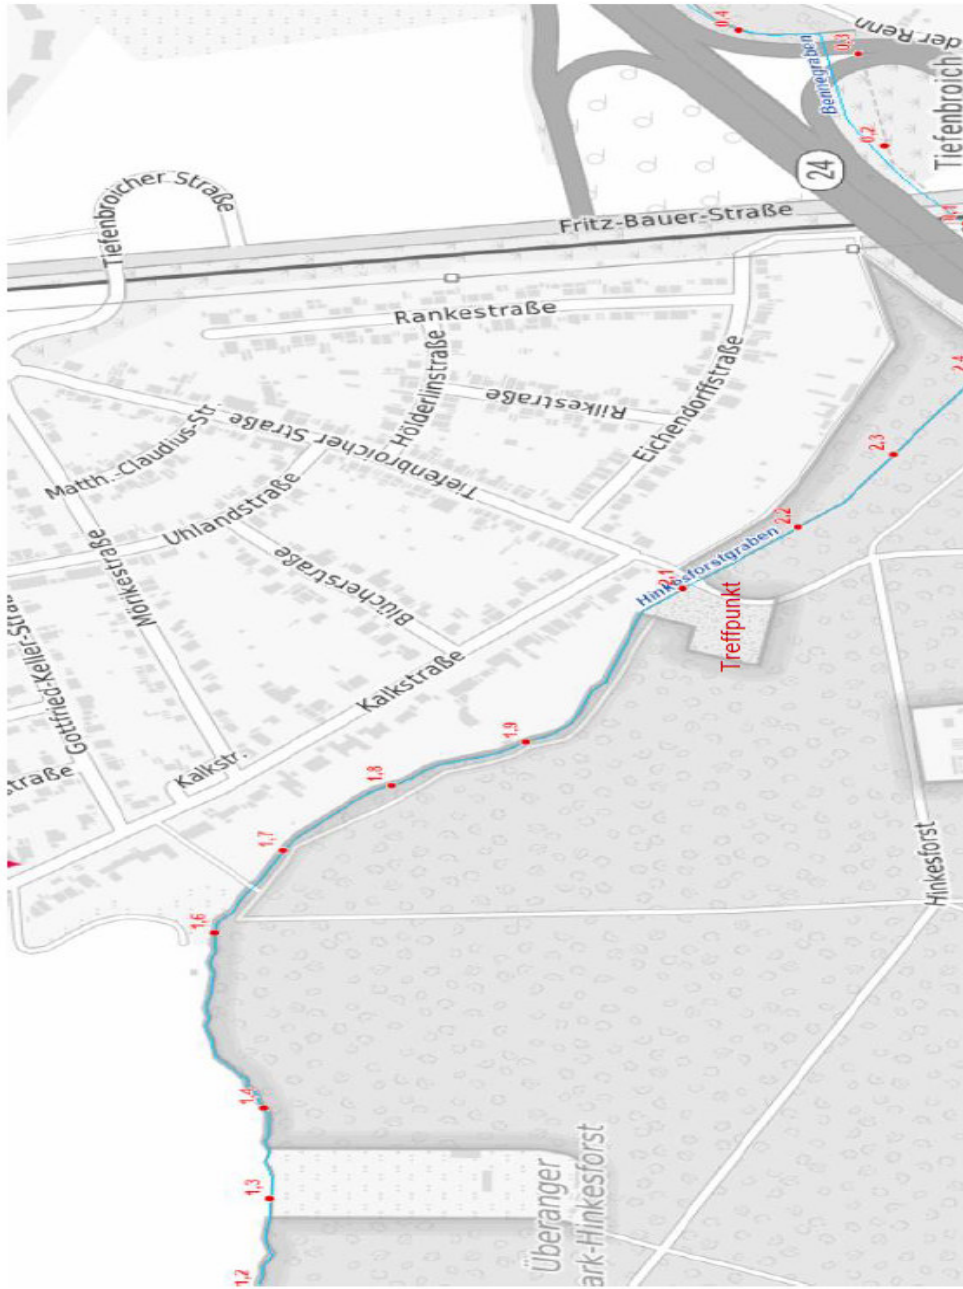 0,4
0,3
der Renn
Bennegraben
0,2
Tiefenbroich
24
0,1
Tiefenbroicher Straße
Fritz-Bauer-Straße
Rankestraße
Hölderlinstraße
Rilkestraße
Eichendorffstraße
Matth.-Claudius-Str.
Tiefenbroicher Straße
Uhlandstraße
Mörikestraße
Blücherstraße
Gottfried-Keller-Straß
Kalkstraße
Kalkstr.
straße
2,4
2,3
2,2
Hinkesforstgraben
2,1
Treffpunkt
1,9
1,8
1,7
1,6
Hinkesforst
1,4
1,3
1,2
Überanger
ark-Hinkesforst